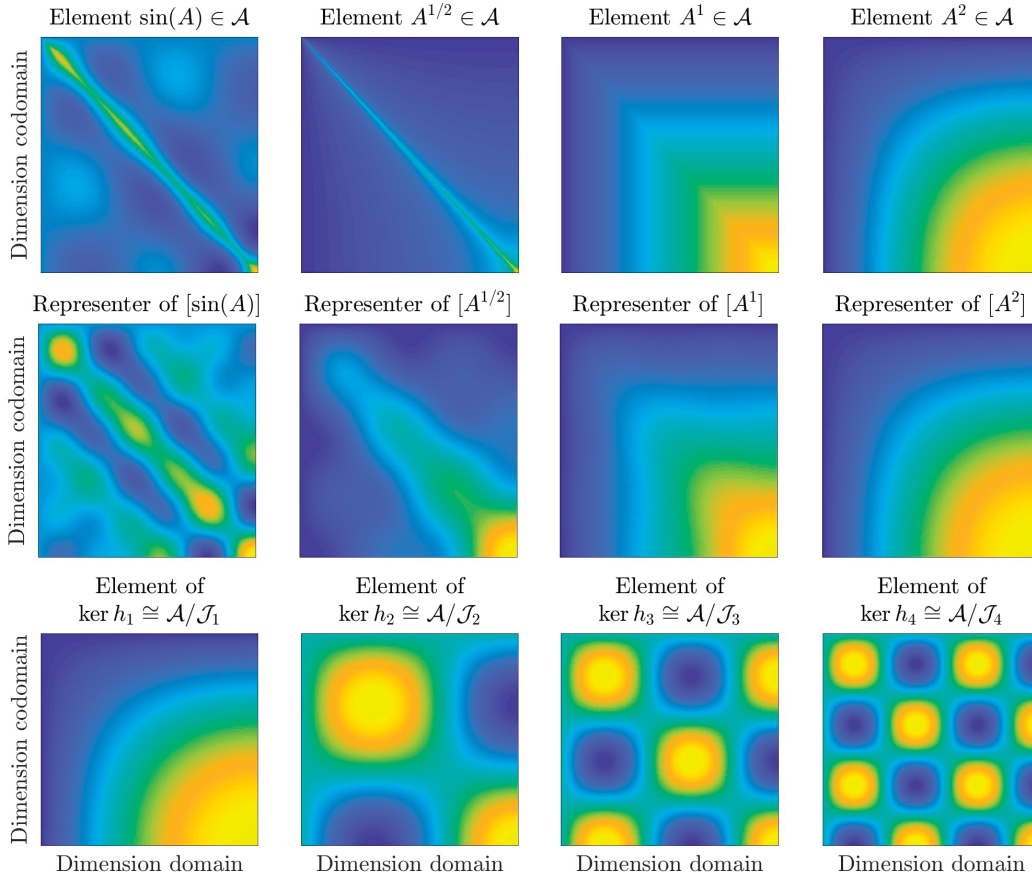 Element sin(A) ∈ 𝒜
Element A^{1/2} ∈ 𝒜
Element A^1 ∈ 𝒜
Element A^2 ∈ 𝒜
Dimension codomain
Representer of [sin(A)]
Representer of [A^{1/2}]
Representer of [A^1]
Representer of [A^2]
Dimension codomain
Element of
ker h_1 ≅ 𝒜/𝒥_1
Element of
ker h_2 ≅ 𝒜/𝒥_2
Element of
ker h_3 ≅ 𝒜/𝒥_3
Element of
ker h_4 ≅ 𝒜/𝒥_4
Dimension codomain
Dimension domain
Dimension domain
Dimension domain
Dimension domain